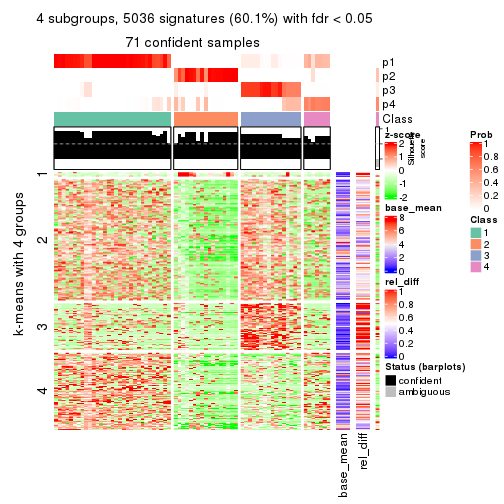 4 subgroups, 5036 signatures (60.1%) with fdr < 0.05
71 confident samples
p1
p2
p3
p4
Class
1
0
Silhouette
score
k-means with 4 groups
1
2
3
4
base_mean
rel_diff
z-score
2
1
0
-1
-2
base_mean
8
6
4
2
0
rel_diff
1
0.8
0.6
0.4
0.2
0
Status (barplots)
confident
ambiguous
Prob
1
0.8
0.6
0.4
0.2
0
Class
1
2
3
4